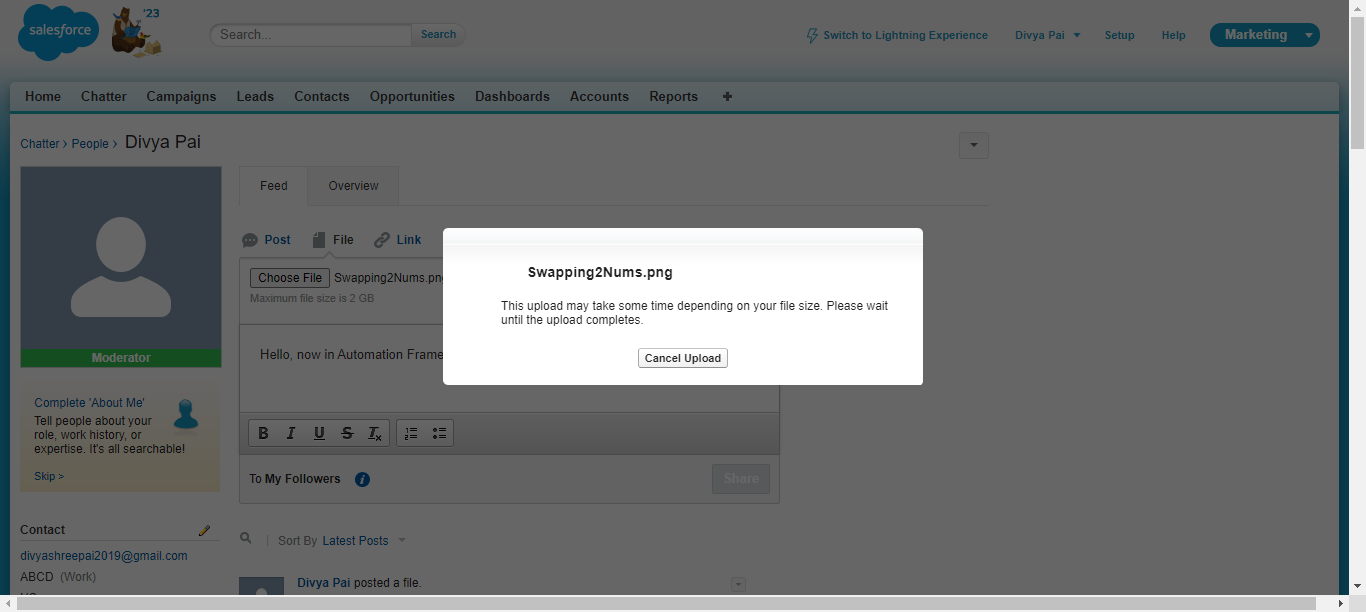 salesforce
'23
Search...
Search
Switch to Lightning Experience
Divya Pai
Setup
Help
Marketing
Home
Chatter
Campaigns
Leads
Contacts
Opportunities
Dashboards
Accounts
Reports
+
Chatter › People › Divya Pai
Moderator
Complete 'About Me'
Tell people about your
role, work history, or
expertise. It's all searchable!
Skip >
Contact
divyashreepai2019@gmail.com
ABCD (Work)
Feed
Overview
Post
File
Link
Choose File Swapping2Nums.png
Maximum file size is 2 GB
Hello, now in Automation Frame
B I U S Tx
To My Followers
Share
Sort By Latest Posts
Divya Pai posted a file.
Swapping2Nums.png
This upload may take some time depending on your file size. Please wait
until the upload completes.
Cancel Upload